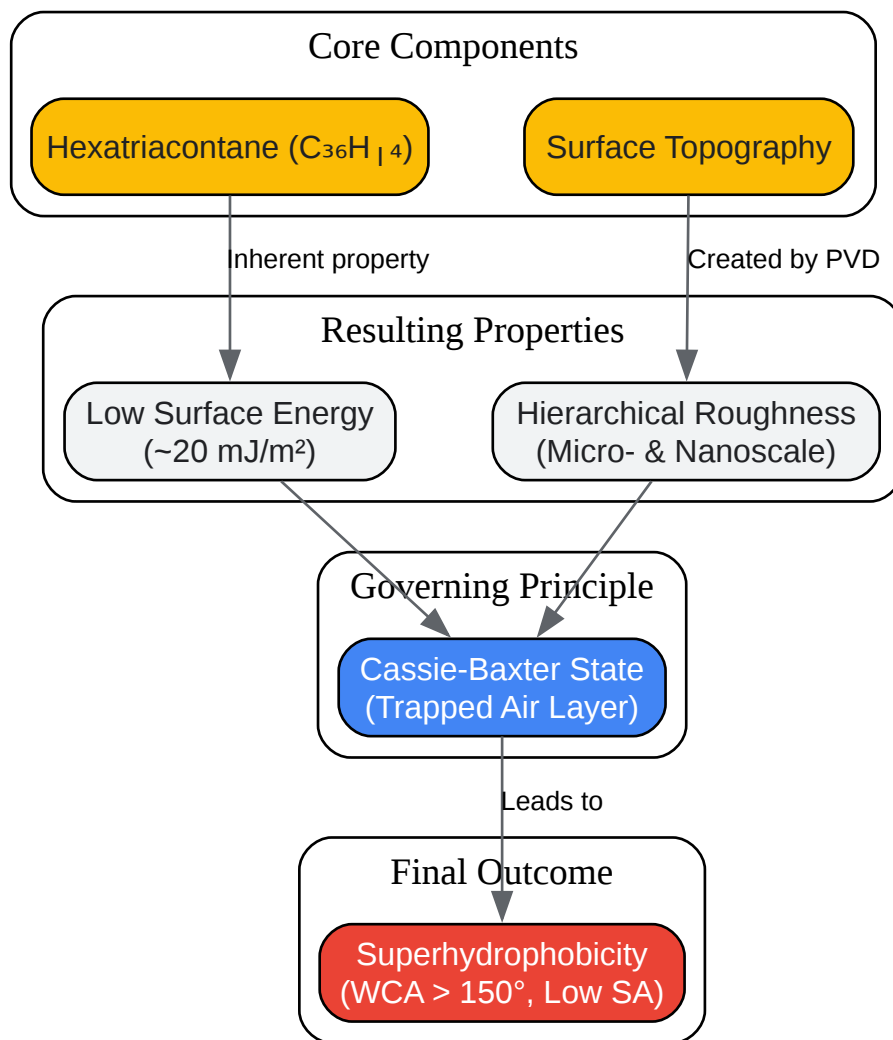 Core Components
Hexatriacontane (C₃₆H ₗ ₄)
Surface Topography
Inherent property
Created by PVD
Resulting Properties
Low Surface Energy
(~20 mJ/m²)
Hierarchical Roughness
(Micro- & Nanoscale)
Governing Principle
Cassie-Baxter State
(Trapped Air Layer)
Leads to
Final Outcome
Superhydrophobicity
(WCA > 150°, Low SA)